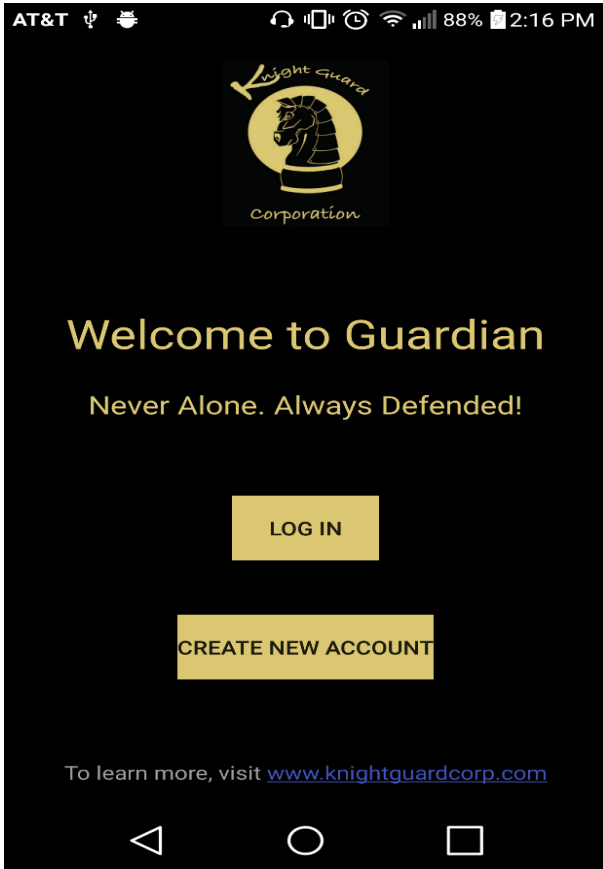 AT&T 88% 2:16 PM
Knight Guard
Corporation
Welcome to Guardian
Never Alone. Always Defended!
LOG IN
CREATE NEW ACCOUNT
To learn more, visit www.knightguardcorp.com